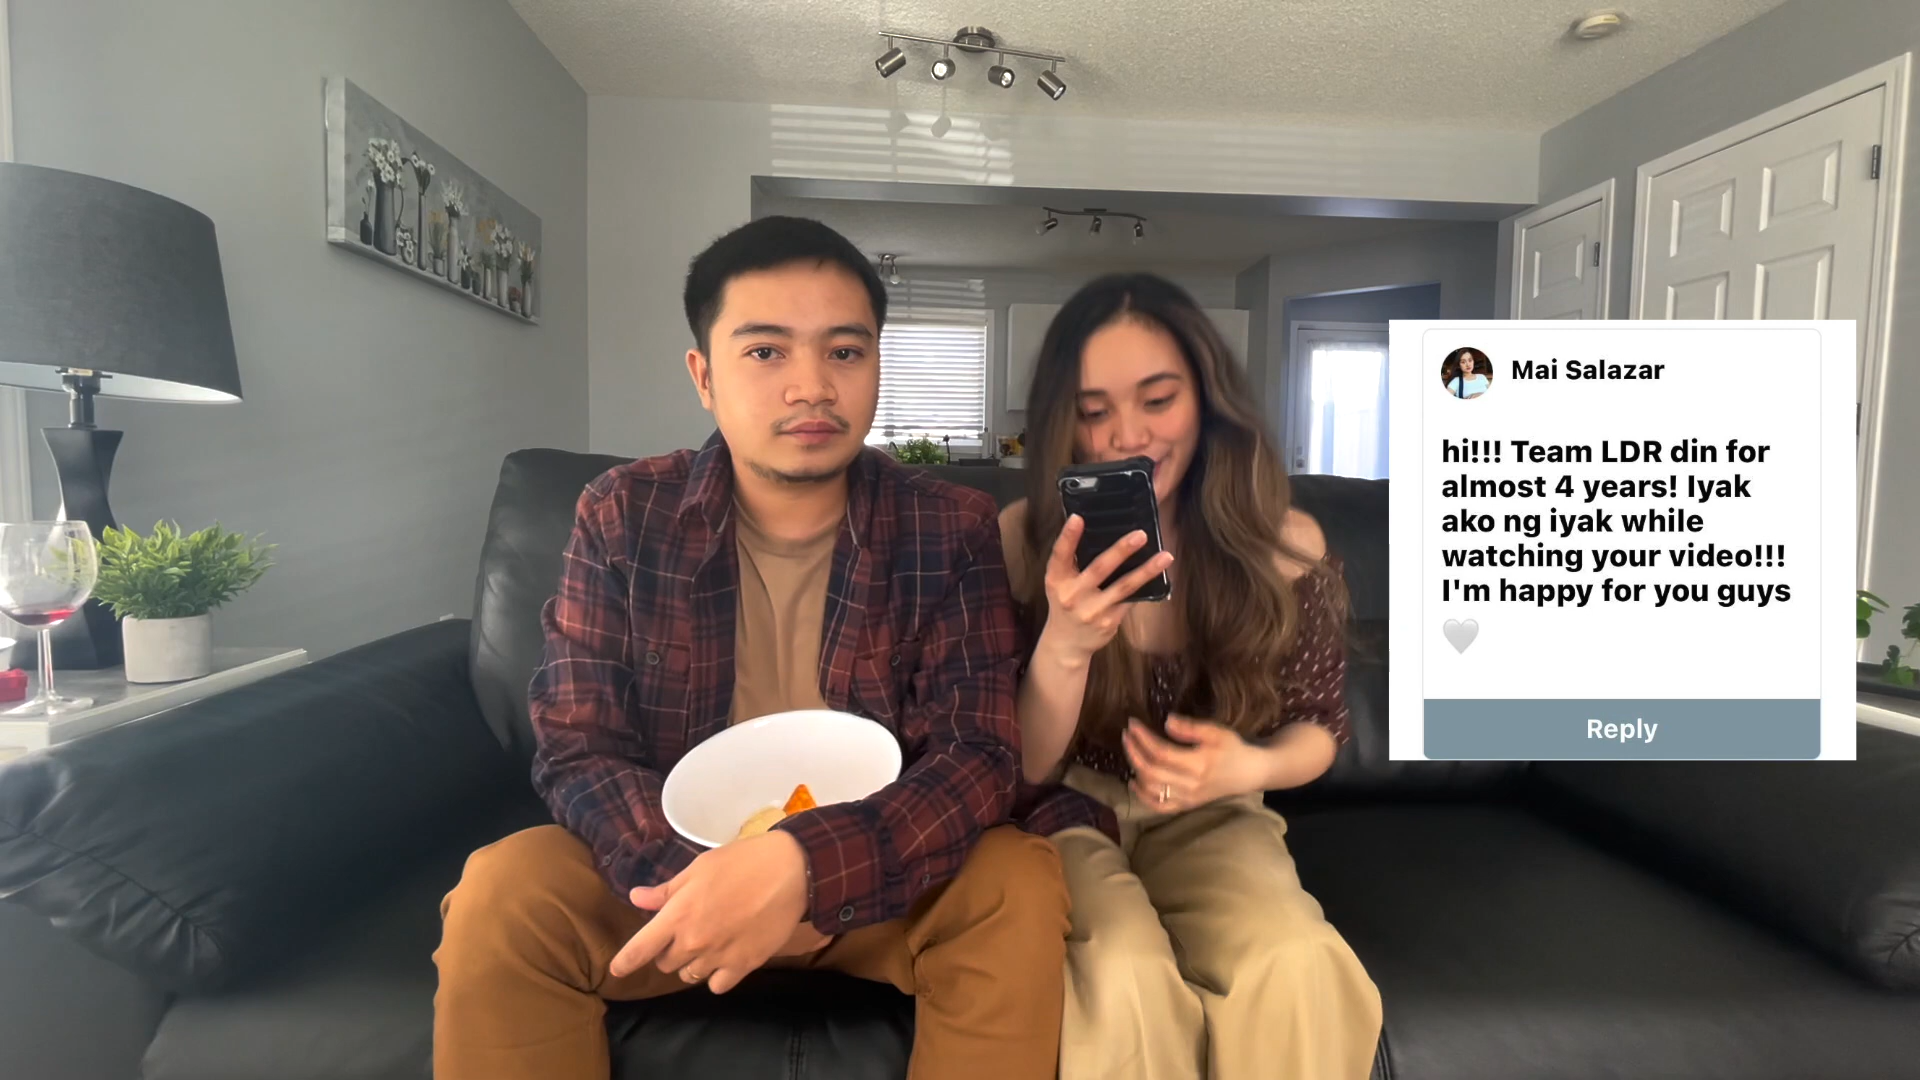 Mai Salazar
hi!!! Team LDR din for
almost 4 years! Iyak
ako ng iyak while
watching your video!!!
I'm happy for you guys
🤍
Reply